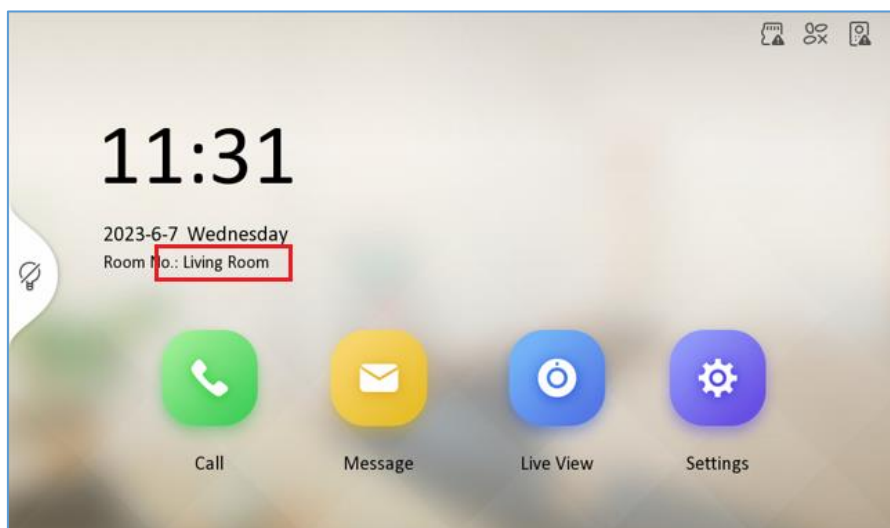 11:31
2023-6-7 Wednesday
Room No.: Living Room
Call
Message
Live View
Settings